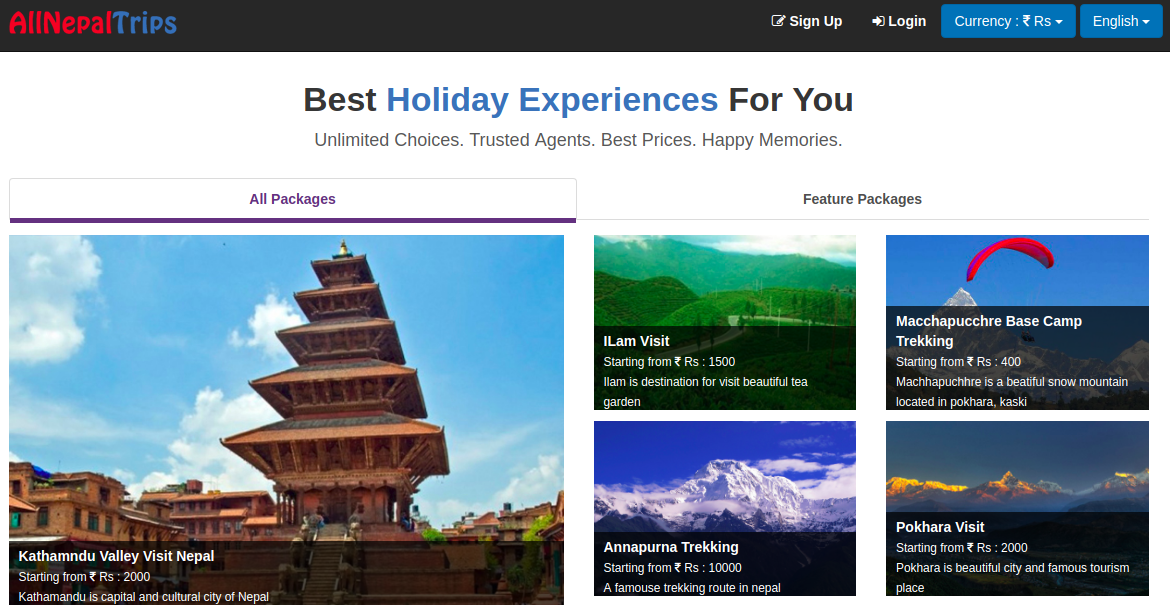 AllNepalTrips
Sign Up
Login
Currency : ₹ Rs
English
Best Holiday Experiences For You
Unlimited Choices. Trusted Agents. Best Prices. Happy Memories.
All Packages
Feature Packages
Kathamndu Valley Visit Nepal
Starting from ₹ Rs : 2000
Kathamandu is capital and cultural city of Nepal
ILam Visit
Starting from ₹ Rs : 1500
Ilam is destination for visit beautiful tea
garden
Macchapucchre Base Camp
Trekking
Starting from ₹ Rs : 400
Machhapuchhre is a beatiful snow mountain
located in pokhara, kaski
Annapurna Trekking
Starting from ₹ Rs : 10000
A famouse trekking route in nepal
Pokhara Visit
Starting from ₹ Rs : 2000
Pokhara is beautiful city and famous tourism
place